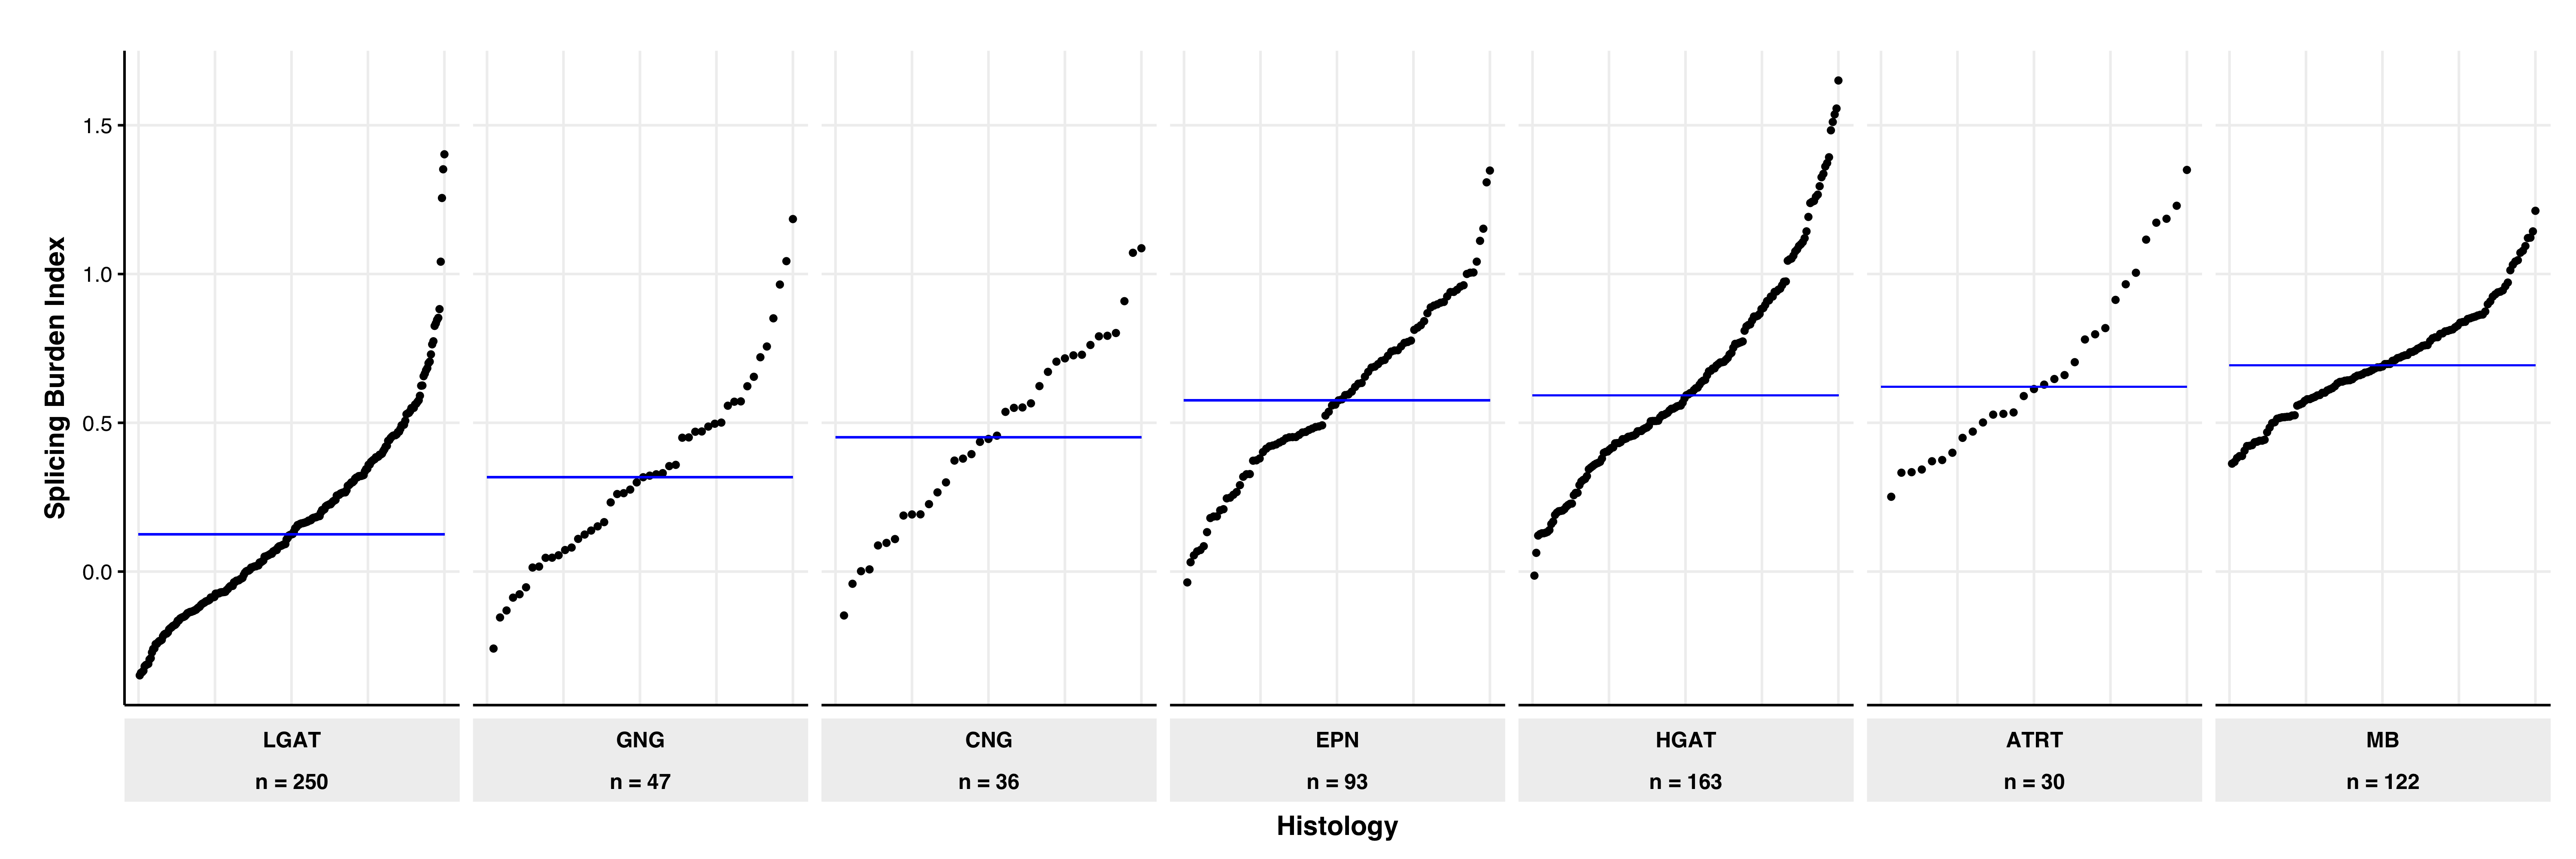 Splicing Burden Index
1.5
1.0
0.5
0.0
LGAT
n = 250
GNG
n = 47
CNG
n = 36
EPN
n = 93
HGAT
n = 163
ATRT
n = 30
MB
n = 122
Histology